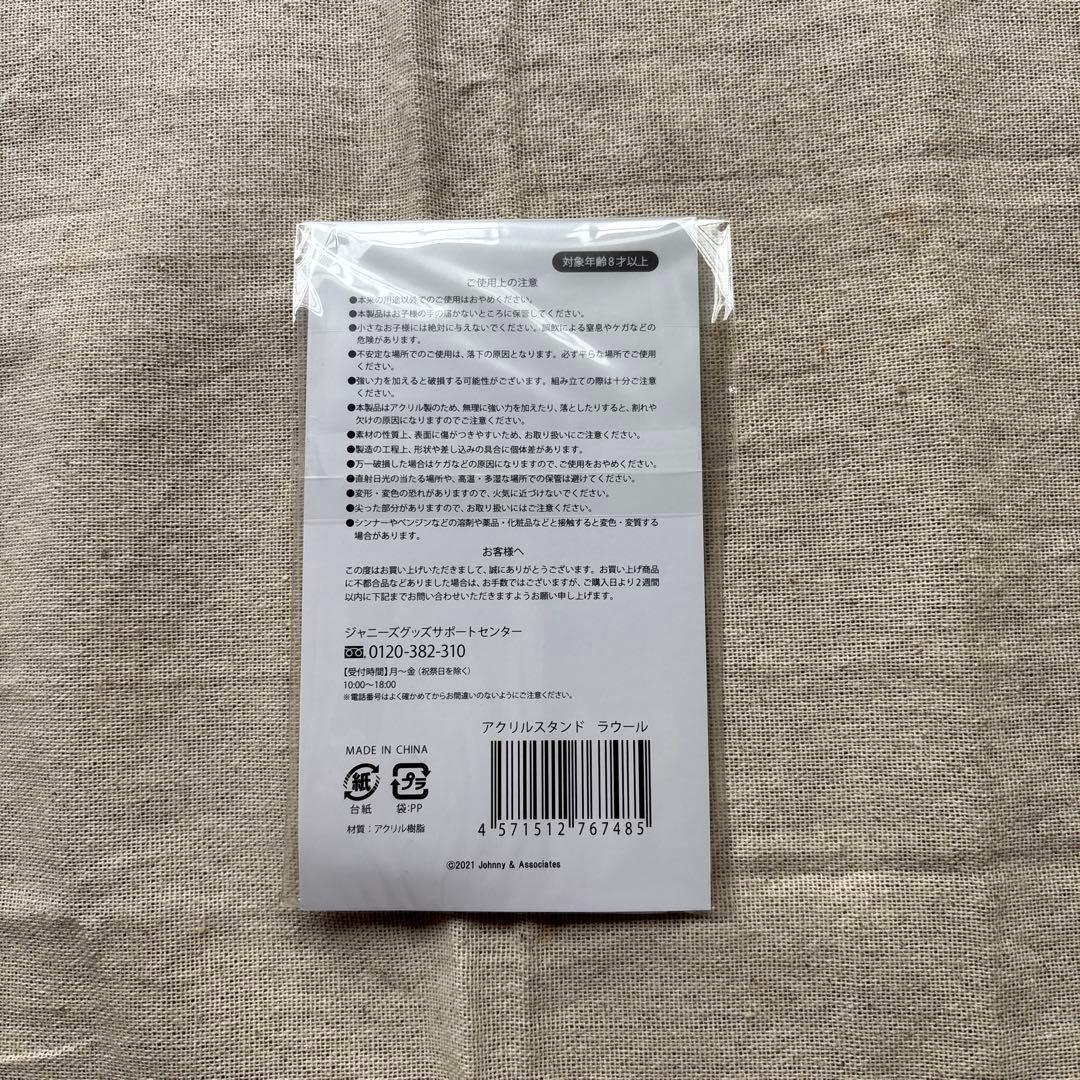 対象年齢8才以上
ご使用上の注意
●本来の用途以外でのご使用はおやめください。
●本製品はお子様の手の届かないところに保管してください。
●小さなお子様には絶対に与えないでください。誤飲による窒息やケガなどの
危険があります。
●不安定な場所でのご使用は、落下の原因となります。必ず平らな場所でご使用
ください。
●強い力を加えると破損する可能性がございます。組み立ての際は十分ご注意
ください。
●本製品はアクリル製のため、無理に強い力を加えたり、落としたりすると、割れや
欠けの原因になりますのでご注意ください。
●素材の性質上、表面に傷がつきやすいため、お取り扱いにご注意ください。
●製造の工程上、形状や差し込みの具合に個体差があります。
●万一破損した場合はケガなどの原因になりますので、ご使用をおやめください。
●直射日光の当たる場所や、高温・多湿な場所での保管は避けてください。
●変形・変色の恐れがありますので、火気に近づけないでください。
●尖った部分がありますので、お取り扱いにはご注意ください。
●シンナーやベンジンなどの溶剤や薬品・化粧品などと接触すると変色・変質する
場合があります。
お客様へ
この度はお買い上げいただきまして、誠にありがとうございます。お買い上げ商品
に不都合品などありました場合は、お手数ではございますが、ご購入日より2週間
以内に下記までお問い合わせいただきますようお願い申し上げます。
ジャニーズグッズサポートセンター
0120-382-310
【受付時間】月〜金（祝祭日を除く）
10:00〜18:00
※電話番号はよく確かめてからお間違いのないようにご注意ください。
アクリルスタンド ラウール
MADE IN CHINA
紙 プラ
台紙 袋:PP
材質：アクリル樹脂
4 571512 767485
©2021 Johnny & Associates